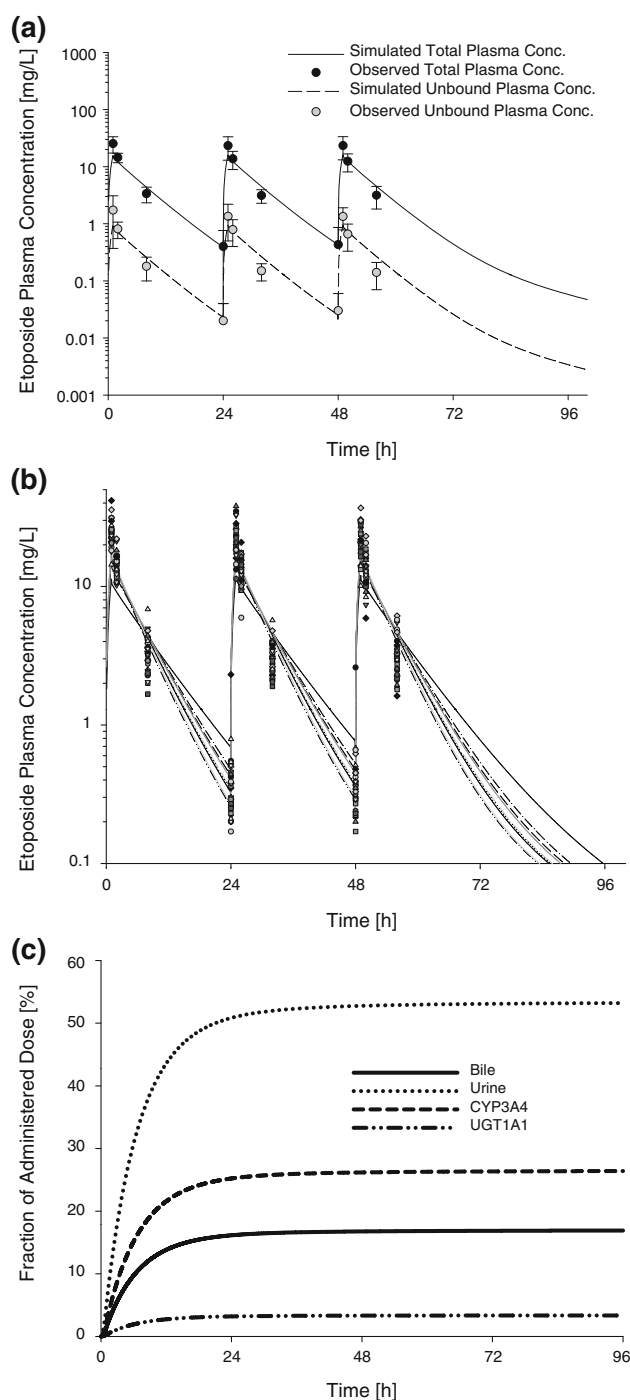 (a)
Etoposide Plasma Concentration [mg/L]
1000
100
10
1
0.1
0.01
0.001
Simulated Total Plasma Conc.
Observed Total Plasma Conc.
Simulated Unbound Plasma Conc.
Observed Unbound Plasma Conc.
0 24 48 72 96
Time [h]
(b)
Etoposide Plasma Concentration [mg/L]
10
1
0.1
0 24 48 72 96
Time [h]
(c)
Fraction of Administered Dose [%]
60
50
40
30
20
10
0
Bile
Urine
CYP3A4
UGT1A1
0 24 48 72 96
Time [h]